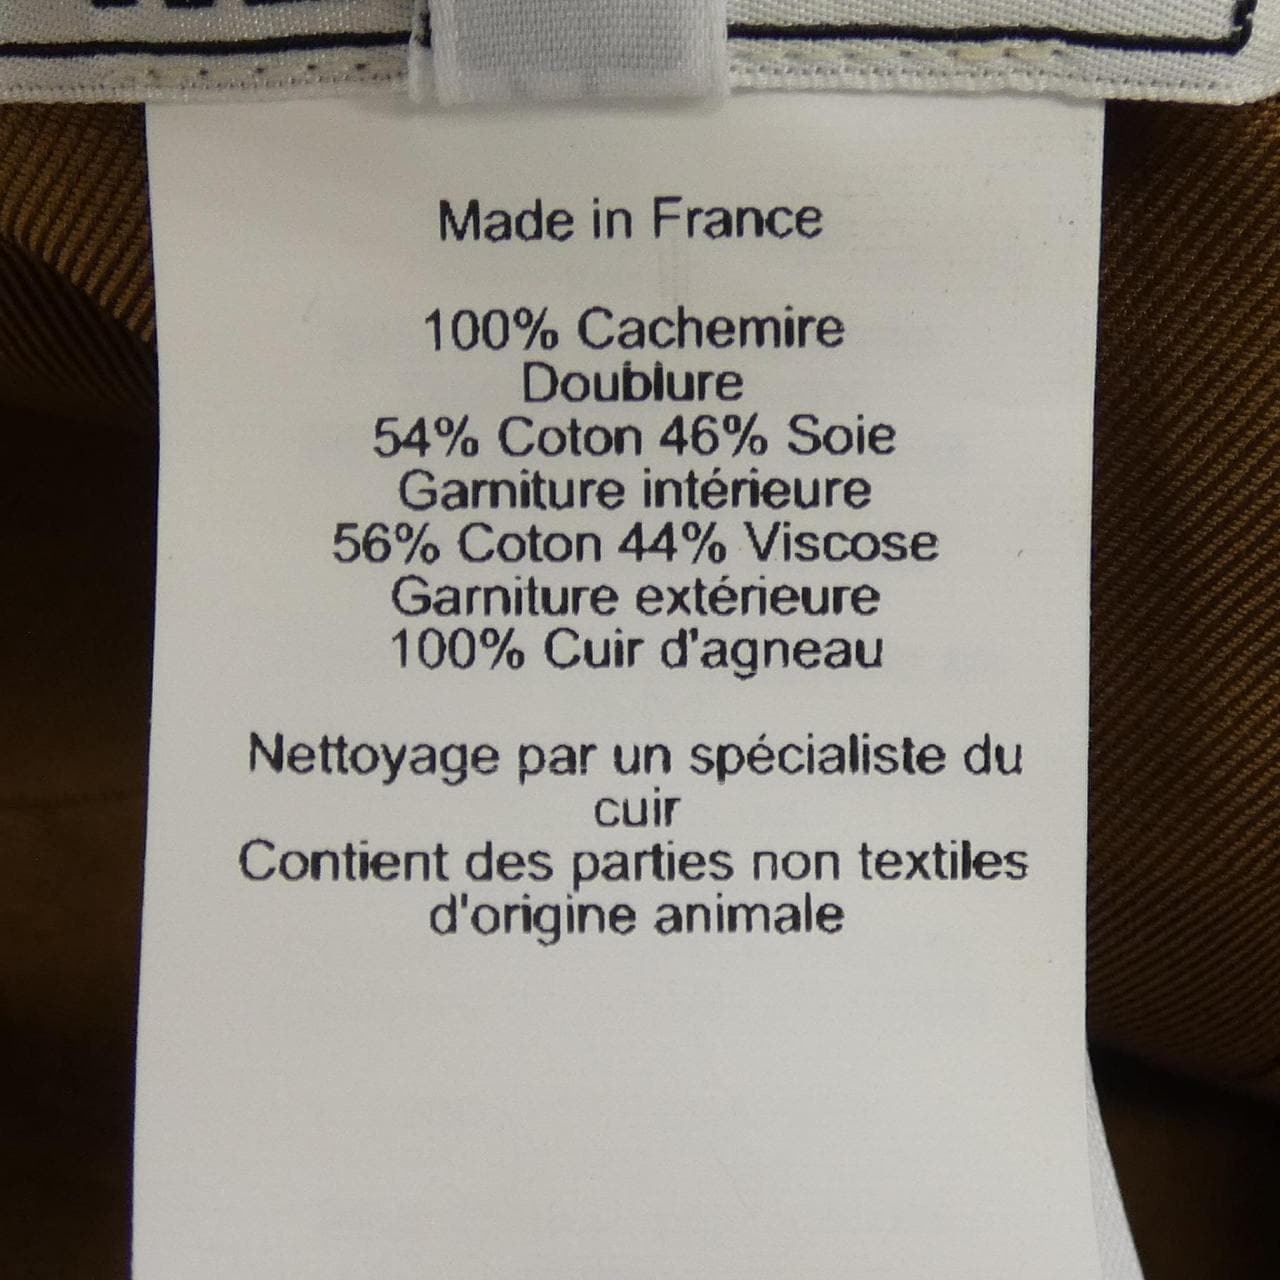 Made in France
100% Cachemire
Doublure
54% Coton 46% Soie
Garniture intérieure
56% Coton 44% Viscose
Garniture extérieure
100% Cuir d'agneau
Nettoyage par un spécialiste du
cuir
Contient des parties non textiles
d'origine animale